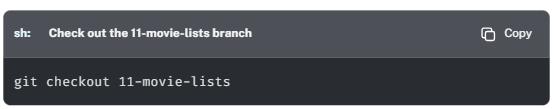 sh: Check out the 11-movie-lists branch Copy
git checkout 11-movie-lists